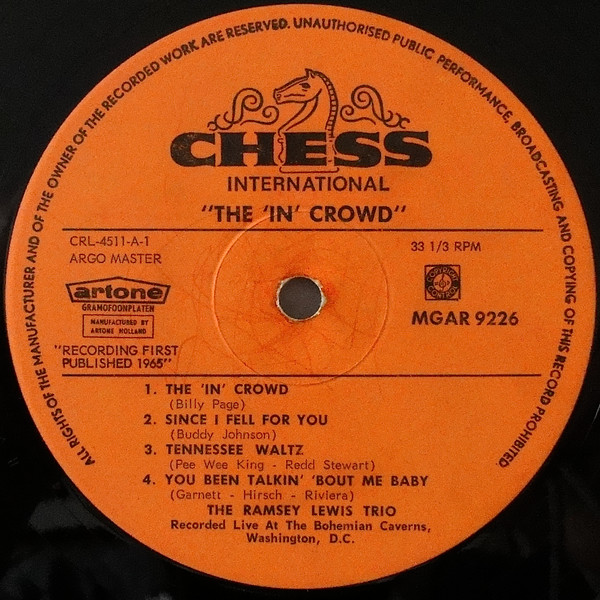 ALL RIGHTS OF THE MANUFACTURER AND OF THE OWNER OF THE RECORDED WORK ARE RESERVED. UNAUTHORISED PUBLIC PERFORMANCE, BROADCASTING AND COPYING OF THIS RECORD PROHIBITED
CHESS
INTERNATIONAL
"THE 'IN' CROWD"
CRL-4511-A-1
ARGO MASTER
33 1/3 RPM
artone
GRAMOFOONPLATEN
MANUFACTURED BY
ARTONE HOLLAND
COPYRIGHT
CONTROL
MGAR 9226
"RECORDING FIRST
PUBLISHED 1965"
1. THE 'IN' CROWD
(Billy Page)
2. SINCE I FELL FOR YOU
(Buddy Johnson)
3. TENNESSEE WALTZ
(Pee Wee King - Redd Stewart)
4. YOU BEEN TALKIN' 'BOUT ME BABY
(Garnett - Hirsch - Riviera)
THE RAMSEY LEWIS TRIO
Recorded Live At The Bohemian Caverns,
Washington, D.C.